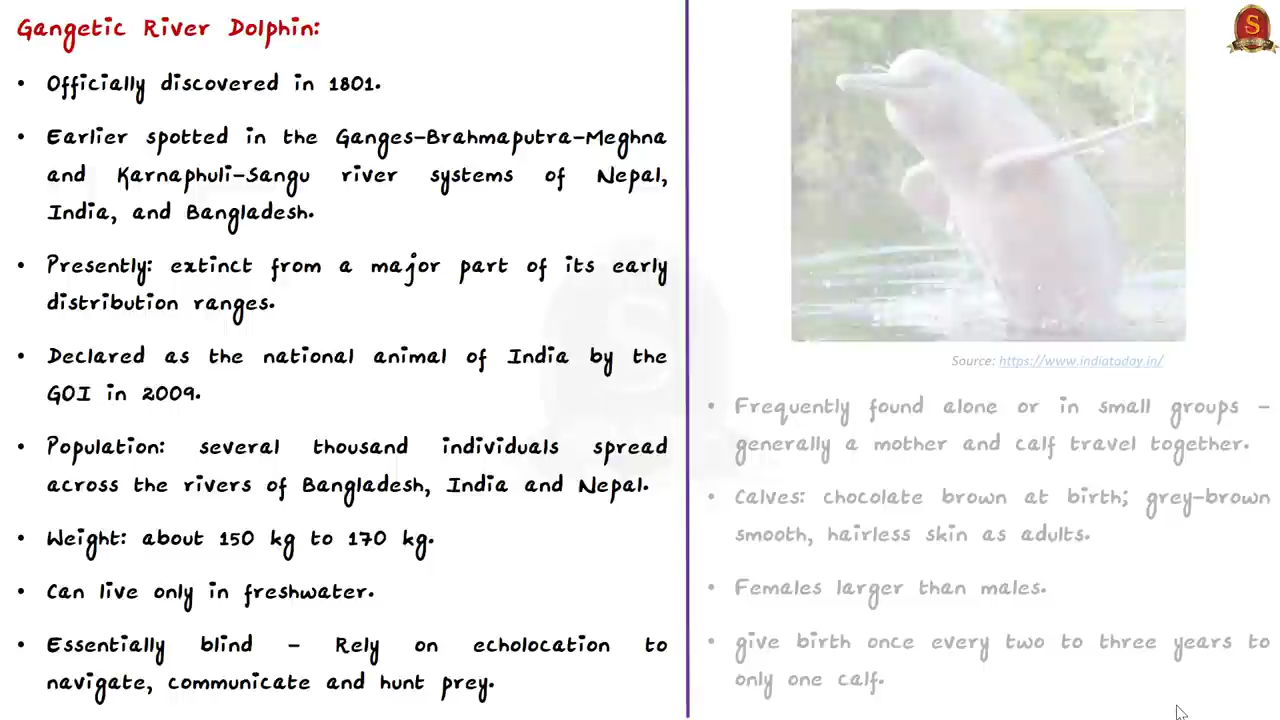 Gangetic River Dolphin:
• Officially discovered in 1801.
• Earlier spotted in the Ganges-Brahmaputra-Meghna
and Karnaphuli-Sangu river systems of Nepal,
India, and Bangladesh.
• Presently: extinct from a major part of its early
distribution ranges.
• Declared as the national animal of India by the
GOI in 2009.
• Population: several thousand individuals spread
across the rivers of Bangladesh, India and Nepal.
• Weight: about 150 kg to 170 kg.
• Can live only in freshwater.
• Essentially blind – Rely on echolocation to
navigate, communicate and hunt prey.
S
Source: https://www.indiatoday.in/
• Frequently found alone or in small groups –
generally a mother and calf travel together.
• Calves: chocolate brown at birth; grey-brown
smooth, hairless skin as adults.
• Females larger than males.
• give birth once every two to three years to
only one calf.